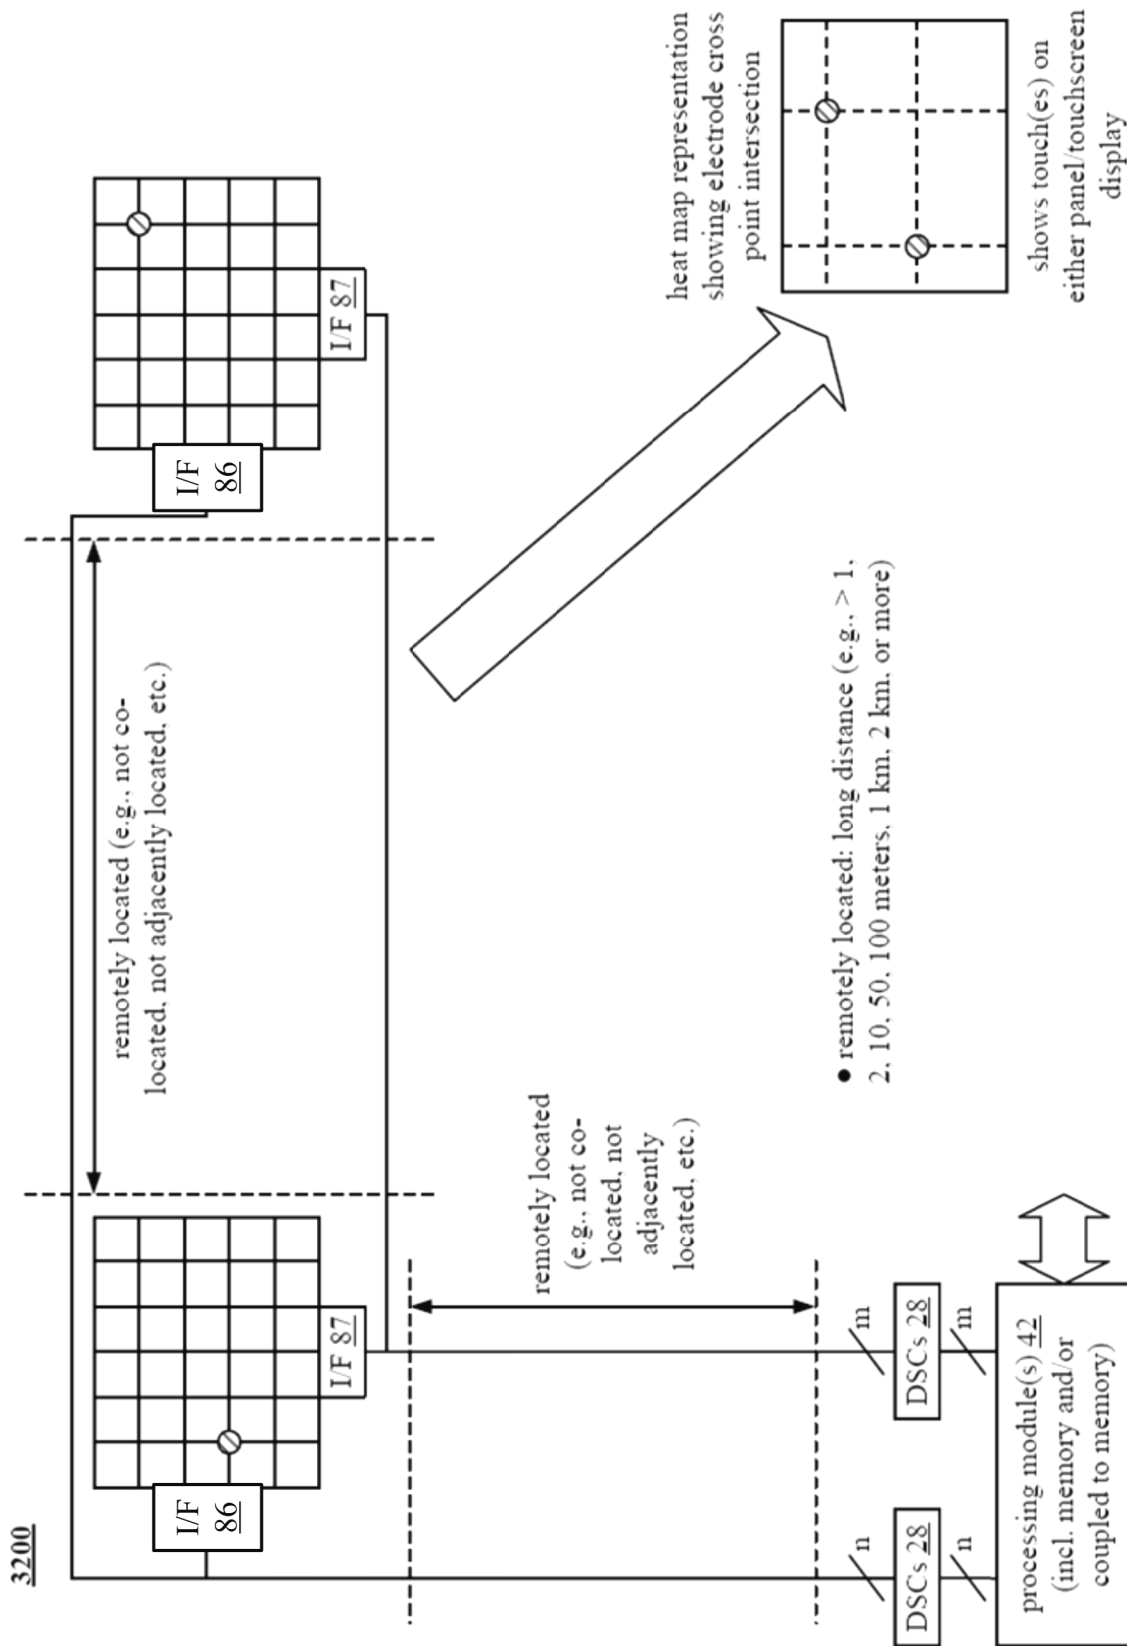 3200
I/F
86
I/F 87
remotely located (e.g., not co-
located, not adjacently located, etc.)
I/F
86
I/F 87
remotely located
(e.g., not co-
located, not
adjacently
located, etc.)
n
DSCs 28
n
m
DSCs 28
m
processing module(s) 42
(incl. memory and/or
coupled to memory)
● remotely located: long distance (e.g., > 1,
2, 10, 50, 100 meters, 1 km, 2 km, or more)
heat map representation
showing electrode cross
point intersection
shows touch(es) on
either panel/touchscreen
display